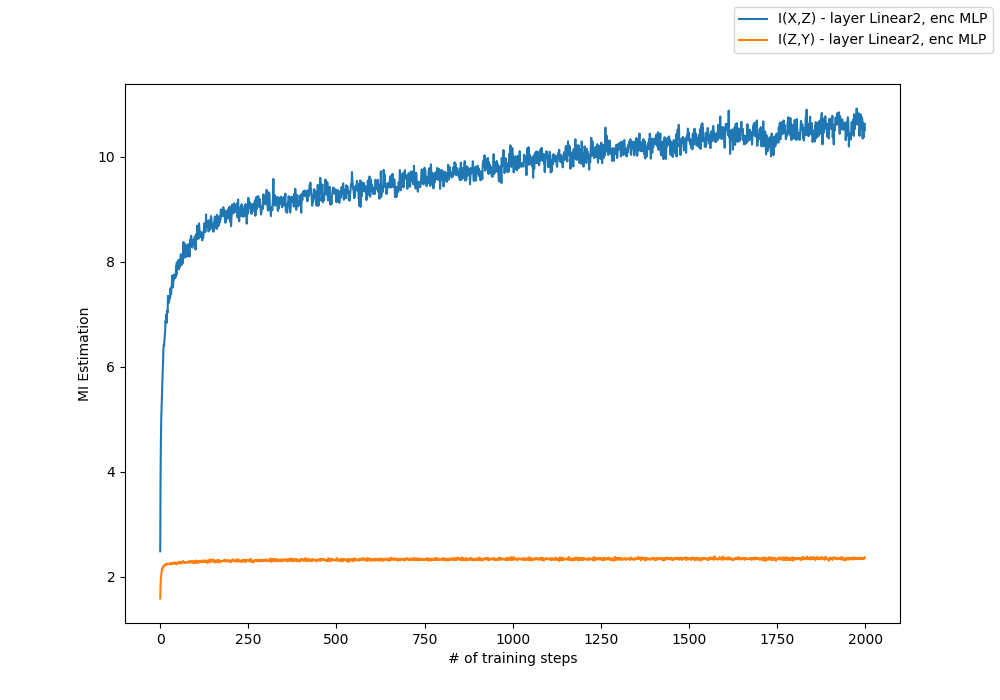 I(X,Z) - layer Linear2, enc MLP
I(Z,Y) - layer Linear2, enc MLP
10
8
6
4
2
MI Estimation
0 250 500 750 1000 1250 1500 1750 2000
# of training steps